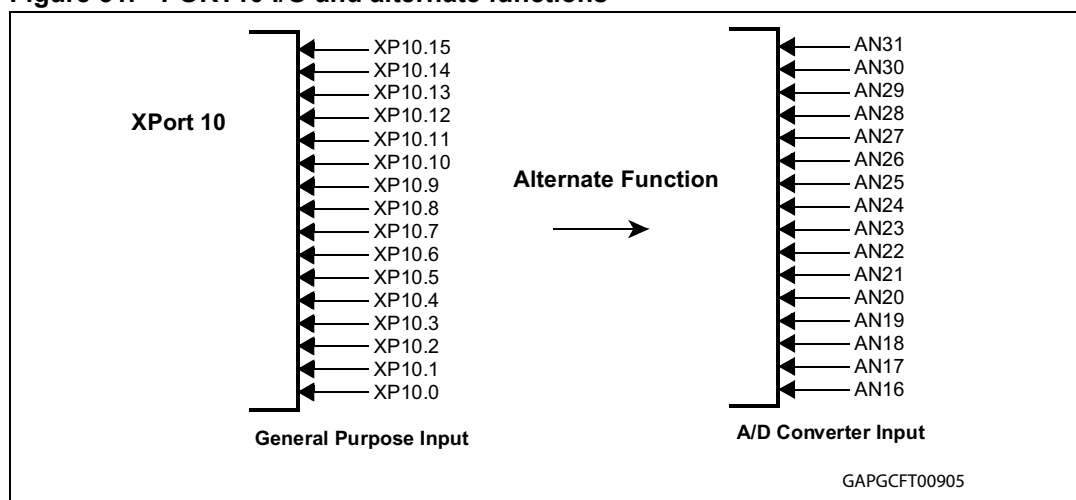 Figure
PORT10 I/O and alternate functions
XPort 10
XP10.15
XP10.14
XP10.13
XP10.12
XP10.11
XP10.10
XP10.9
XP10.8
XP10.7
XP10.6
XP10.5
XP10.4
XP10.3
XP10.2
XP10.1
XP10.0
General Purpose Input
Alternate Function
AN31
AN30
AN29
AN28
AN27
AN26
AN25
AN24
AN23
AN22
AN21
AN20
AN19
AN18
AN17
AN16
A/D Converter Input
GAPGCFT00905